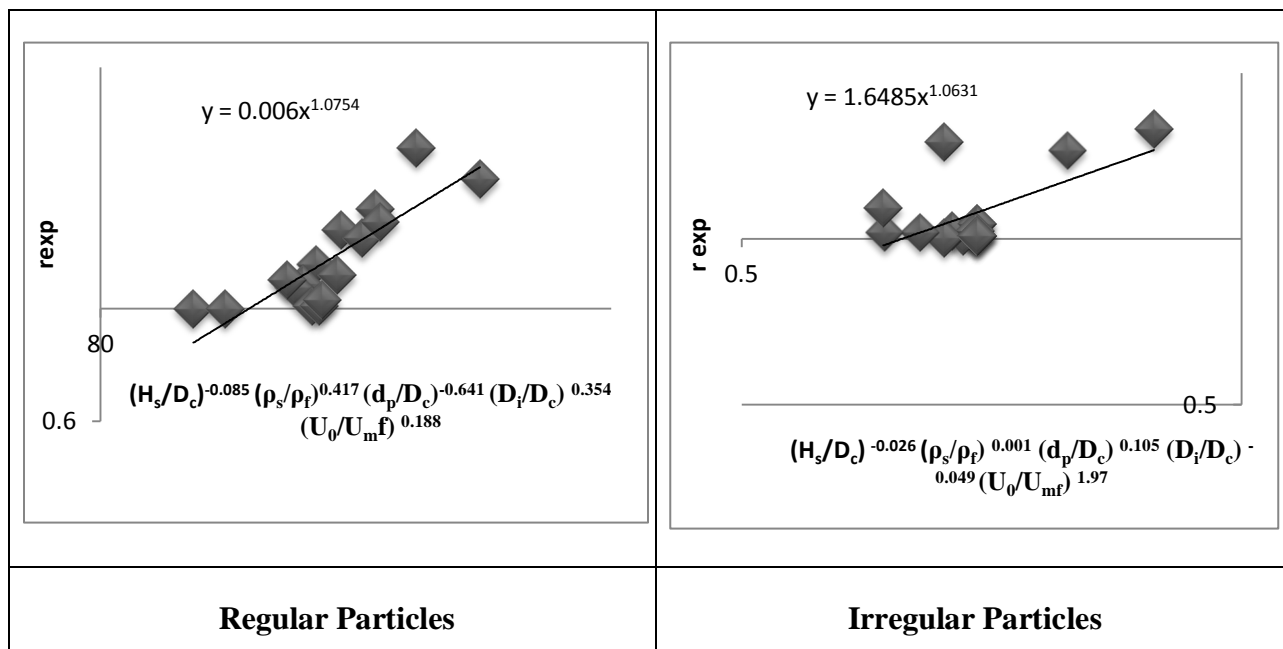 y = 0.006x^1.0754
rexp
80
0.6
(H_s/D_c)^-0.085 (ρ_s/ρ_f)^0.417 (d_p/D_c)^-0.641 (D_i/D_c) ^0.354
(U_0/U_mf) ^0.188
y = 1.6485x^1.0631
r exp
0.5
0.5
(H_s/D_c) ^-0.026 (ρ_s/ρ_f) ^0.001 (d_p/D_c) ^0.105 (D_i/D_c) ^-
^0.049 (U_0/U_mf) ^1.97
Regular Particles
Irregular Particles